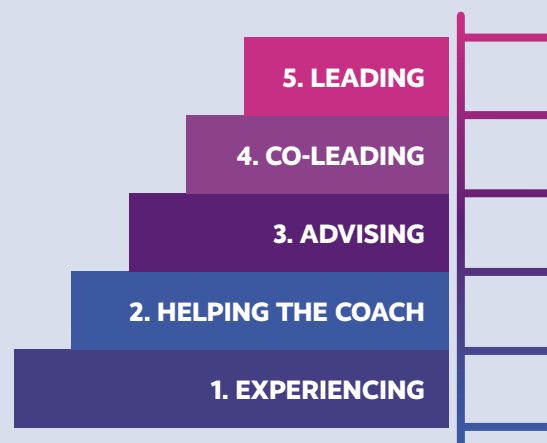 5. LEADING
4. CO-LEADING
3. ADVISING
2. HELPING THE COACH
1. EXPERIENCING